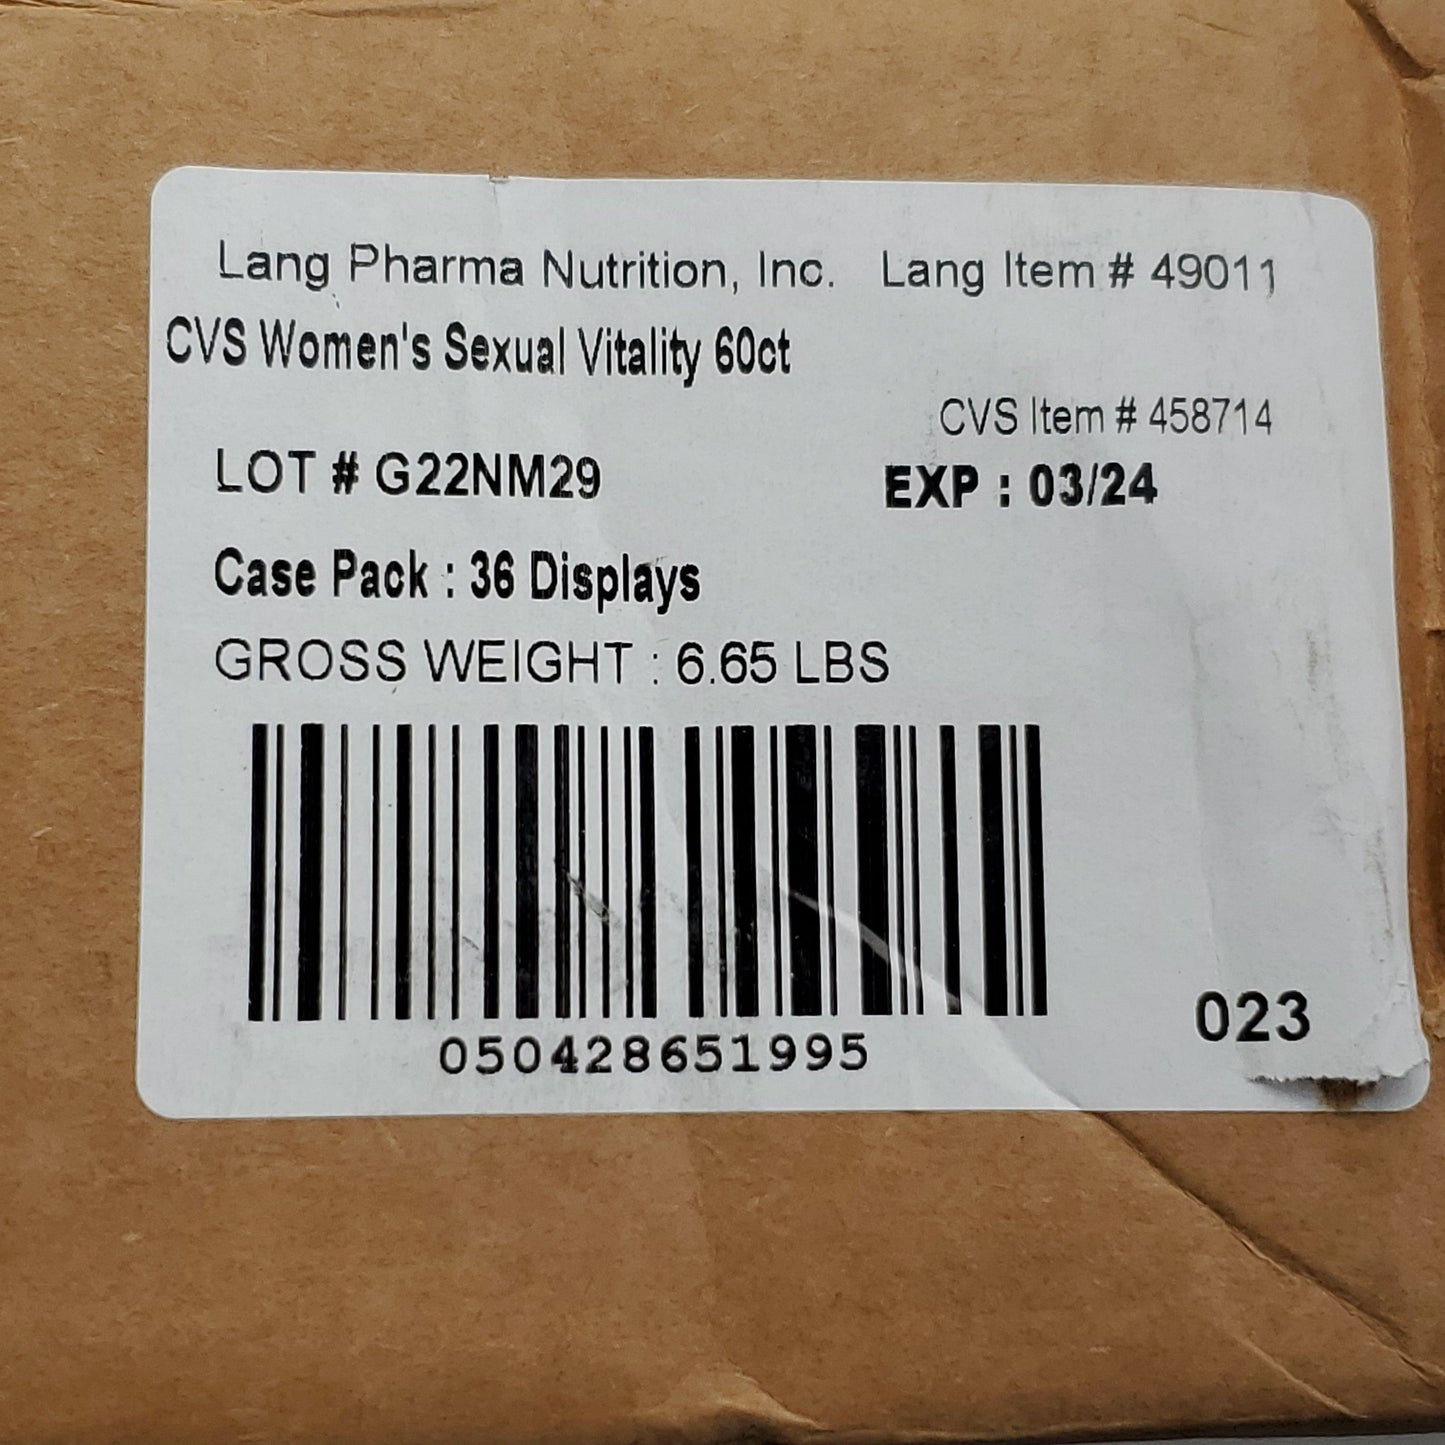 Lang Pharma Nutrition, Inc. Lang Item # 49011
CVS Women's Sexual Vitality 60ct
CVS Item # 458714
LOT # G22NM29 EXP : 03/24
Case Pack : 36 Displays
GROSS WEIGHT : 6.65 LBS
023
050428651995